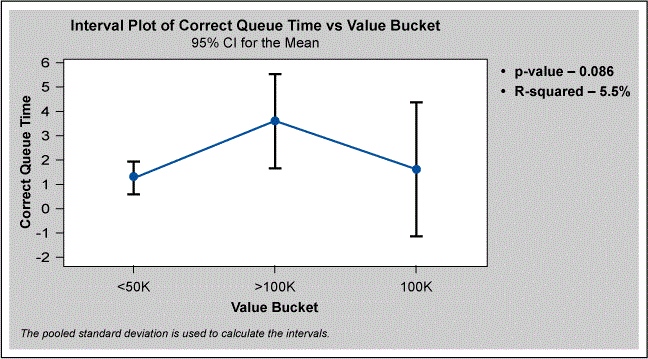 Interval Plot of Correct Queue Time vs Value Bucket
95% CI for the Mean
6
5
4
3
2
1
0
-1
-2
Correct Queue Time
<50K
>100K
100K
Value Bucket
• p-value – 0.086
• R-squared – 5.5%
The pooled standard deviation is used to calculate the intervals.